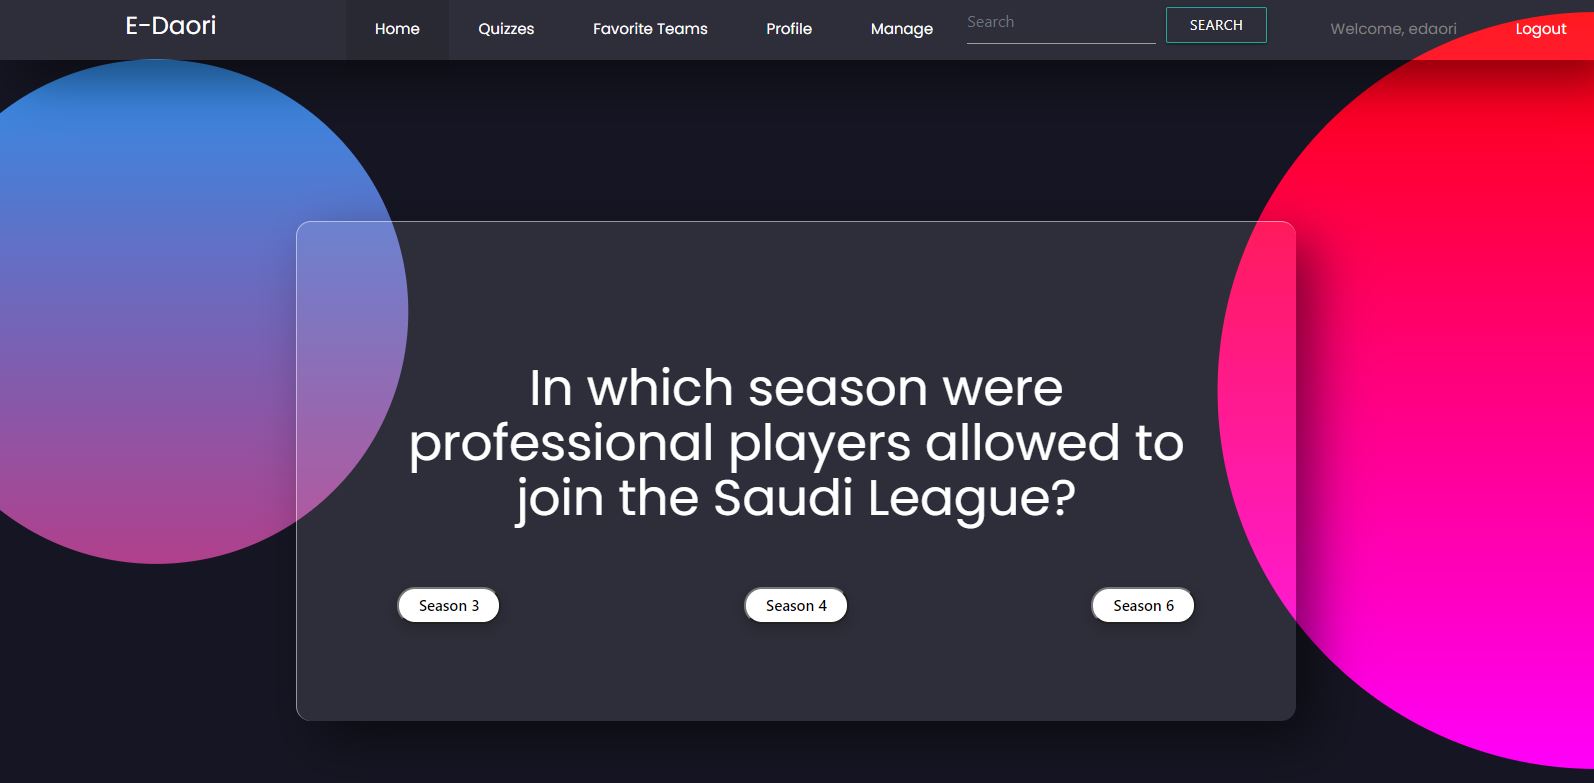 E-Daori
Home Quizzes Favorite Teams Profile Manage Search SEARCH Welcome, edaori Logout
In which season were
professional players allowed to
join the Saudi League?
Season 3 Season 4 Season 6